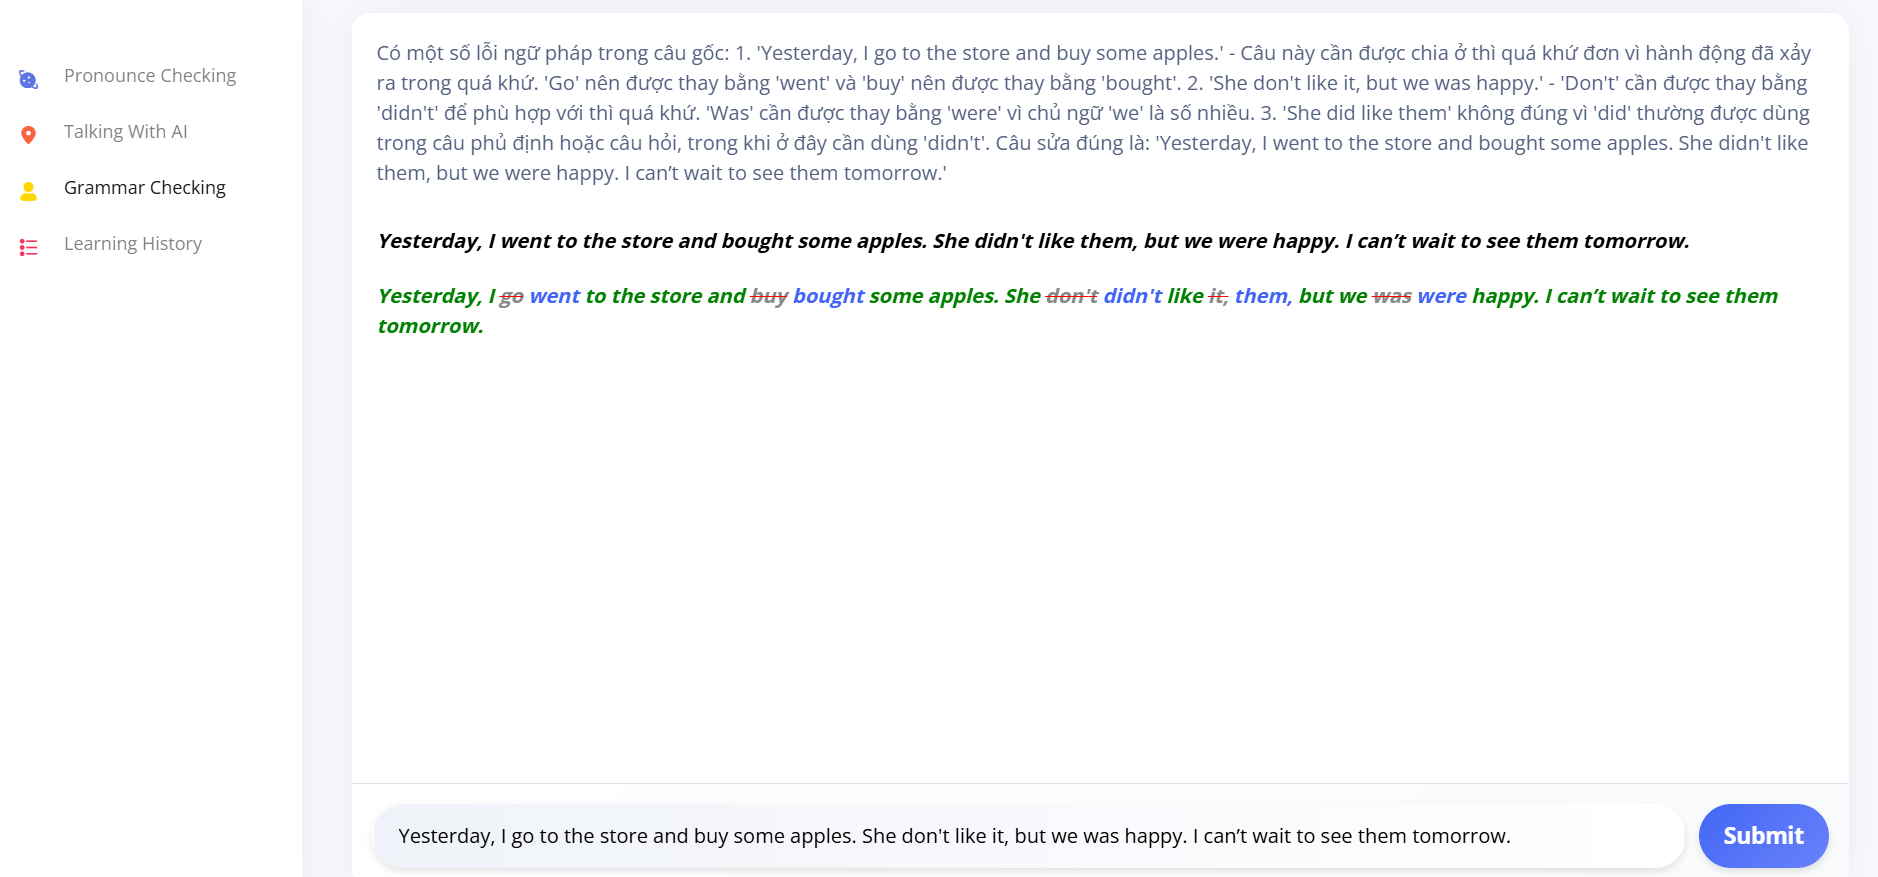 Pronounce Checking
Talking With AI
Grammar Checking
Learning History
Có một số lỗi ngữ pháp trong câu gốc: 1. 'Yesterday, I go to the store and buy some apples.' - Câu này cần được chia ở thì quá khứ đơn vì hành động đã xảy
ra trong quá khứ. 'Go' nên được thay bằng 'went' và 'buy' nên được thay bằng 'bought'. 2. 'She don't like it, but we was happy.' - 'Don't' cần được thay bằng
'didn't' để phù hợp với thì quá khứ. 'Was' cần được thay bằng 'were' vì chủ ngữ 'we' là số nhiều. 3. 'She did like them' không đúng vì 'did' thường được dùng
trong câu phủ định hoặc câu hỏi, trong khi ở đây cần dùng 'didn't'. Câu sửa đúng là: 'Yesterday, I went to the store and bought some apples. She didn't like
them, but we were happy. I can’t wait to see them tomorrow.'
Yesterday, I went to the store and bought some apples. She didn't like them, but we were happy. I can’t wait to see them tomorrow.
Yesterday, I go went to the store and buy bought some apples. She don't didn't like it, them, but we was were happy. I can’t wait to see them
tomorrow.
Yesterday, I go to the store and buy some apples. She don't like it, but we was happy. I can’t wait to see them tomorrow.
Submit